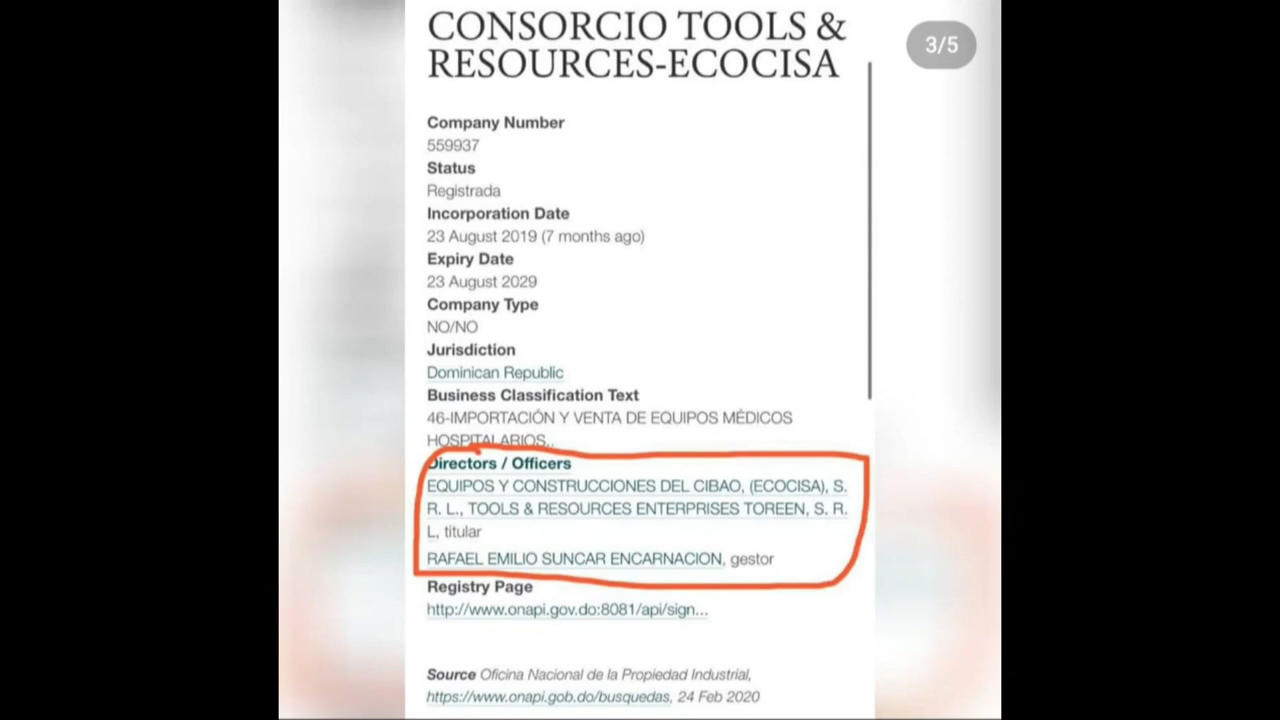 CONSORCIO TOOLS &
RESOURCES-ECOCISA
3/5
Company Number
559937
Status
Registrada
Incorporation Date
23 August 2019 (7 months ago)
Expiry Date
23 August 2029
Company Type
NO/NO
Jurisdiction
Dominican Republic
Business Classification Text
46-IMPORTACIÓN Y VENTA DE EQUIPOS MÉDICOS
HOSPITALARIOS..
Directors / Officers
EQUIPOS Y CONSTRUCCIONES DEL CIBAO, (ECOCISA), S.
R. L., TOOLS & RESOURCES ENTERPRISES TOREEN, S. R.
L, titular
RAFAEL EMILIO SUNCAR ENCARNACION, gestor
Registry Page
http://www.onapi.gov.do:8081/api/sign...
Source Oficina Nacional de la Propiedad Industrial,
https://www.onapi.gob.do/busquedas, 24 Feb 2020